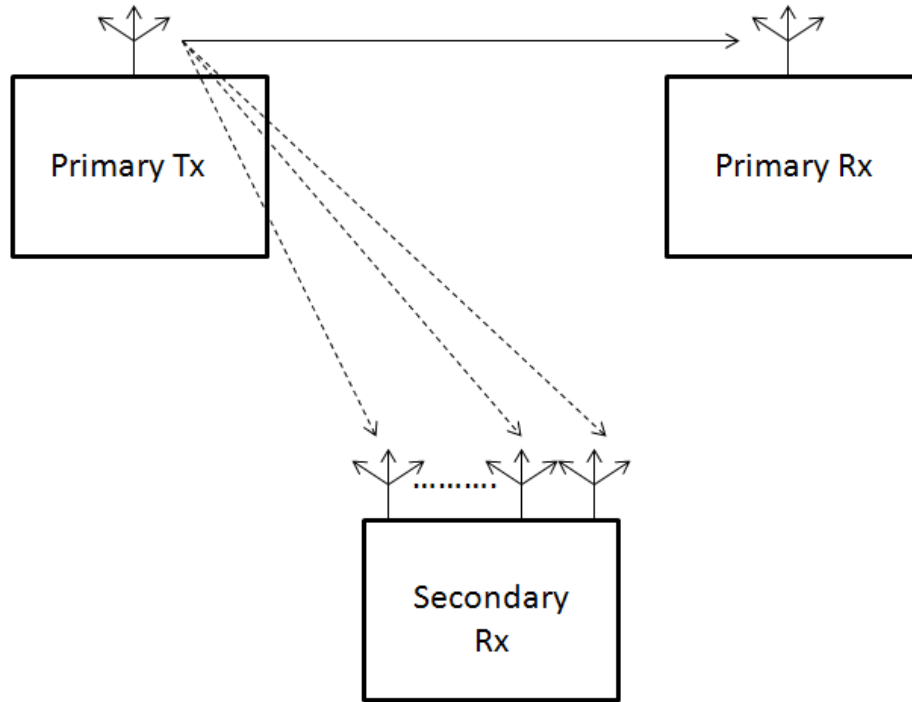 Primary Tx
Primary Rx
..........
Secondary
Rx